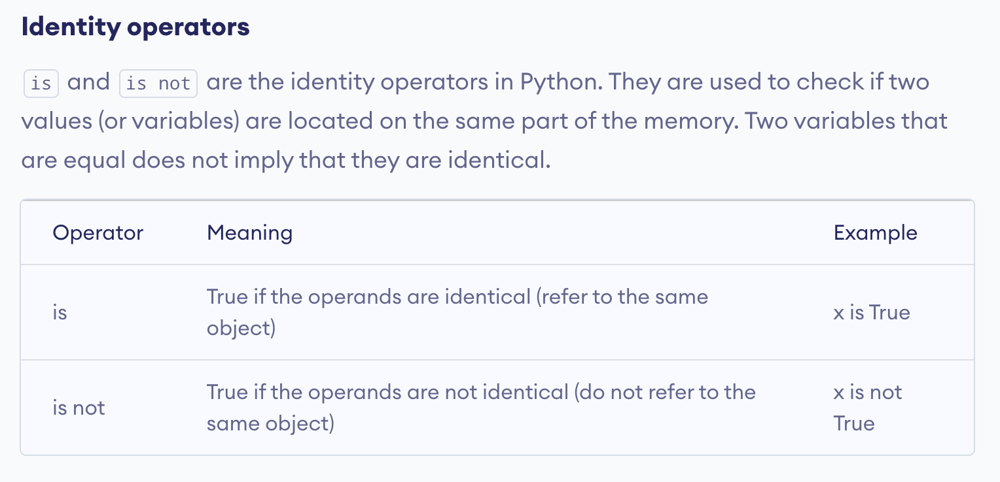 Identity operators
is and is not are the identity operators in Python. They are used to check if two
values (or variables) are located on the same part of the memory. Two variables that
are equal does not imply that they are identical.
Operator Meaning Example
is True if the operands are identical (refer to the same object) x is True
is not True if the operands are not identical (do not refer to the same object) x is not True